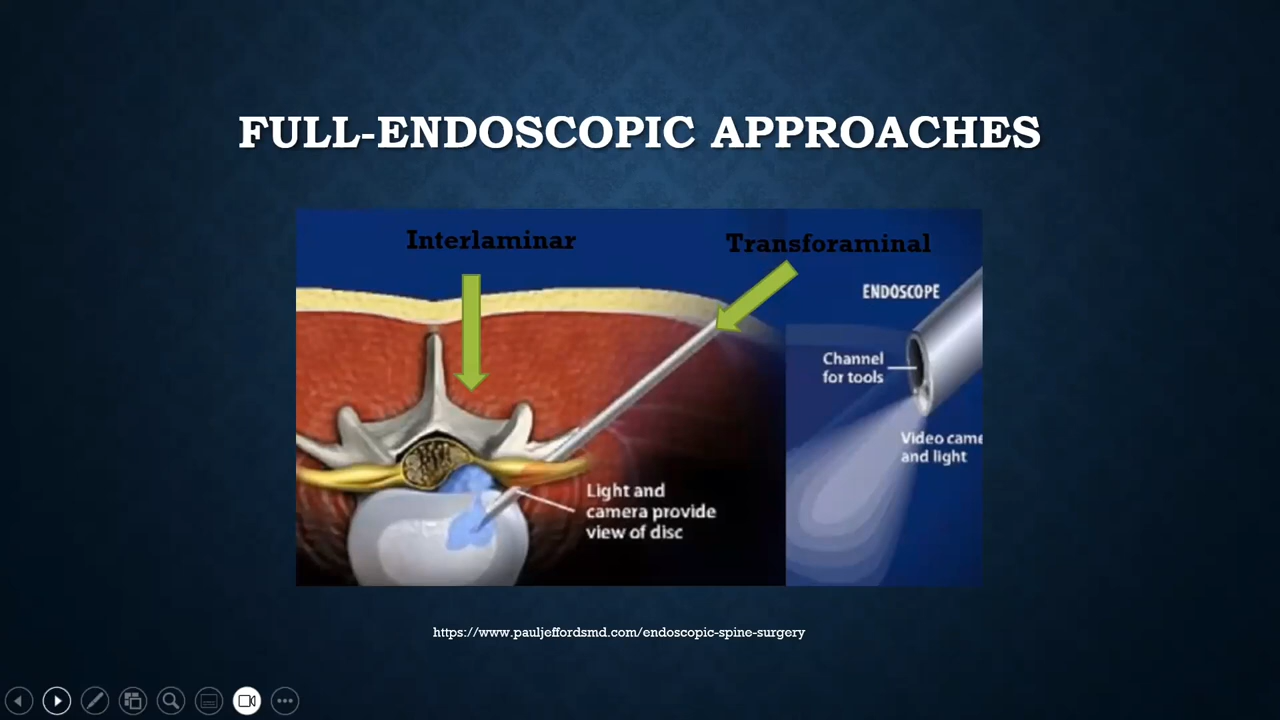 FULL-ENDOSCOPIC APPROACHES
Interlaminar
Transforaminal
ENDOSCOPE
Channel
for tools
Video came
and light
Light and
camera provide
view of disc
https://www.pauljeffordsmd.com/endoscopic-spine-surgery